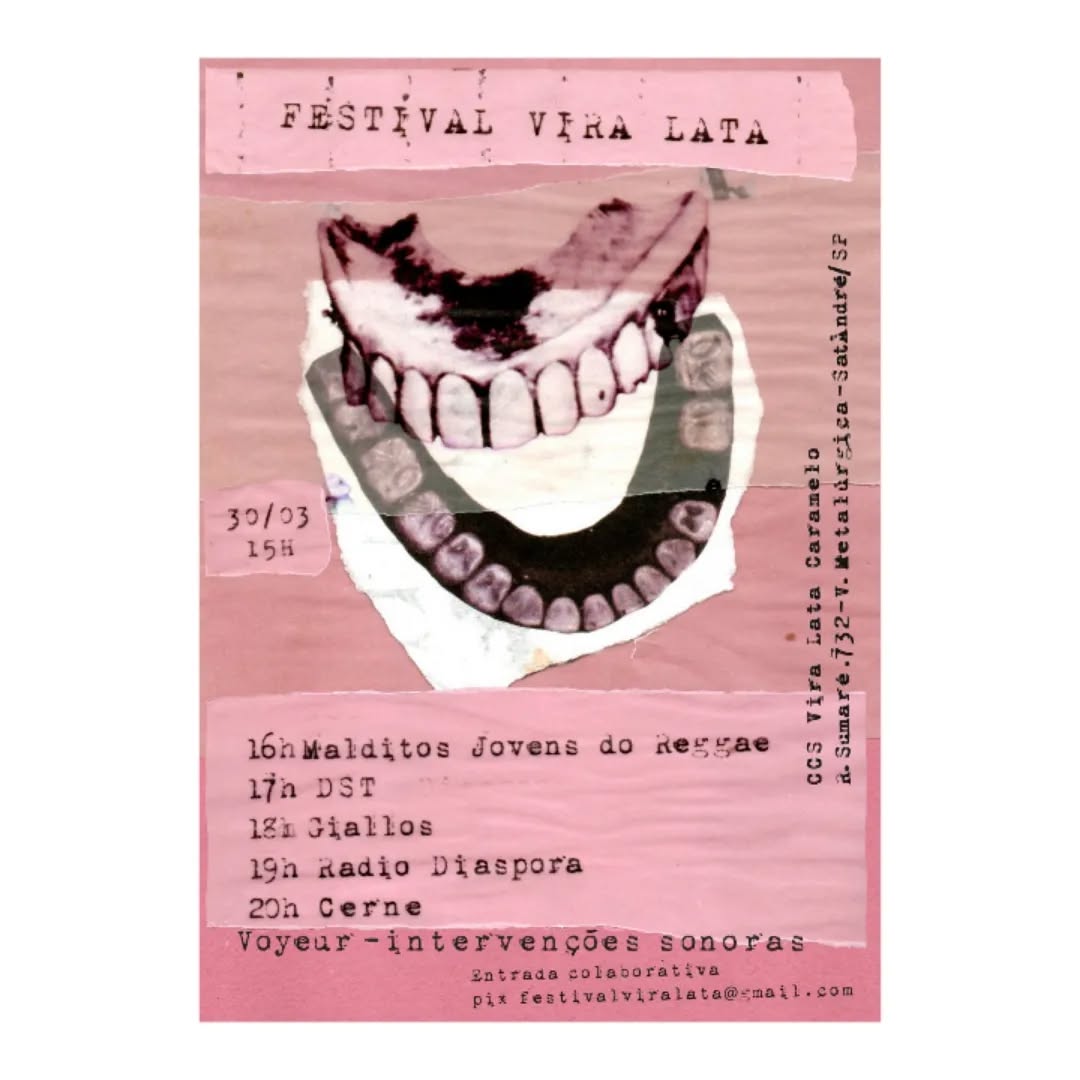 FESTIVAL VIRA LATA
30/03
15H
CCS Vira Lata Caramelo
R. Sumaré.732-V. Metalúrgica-SatÀndré/SP
16h Malditos Jovens do Reggae
17h DST
18h Giallos
19h Radio Diaspora
20h Cerne
Voyeur - intervenções sonoras
Entrada colaborativa
pix festivalviralata@gmail.com